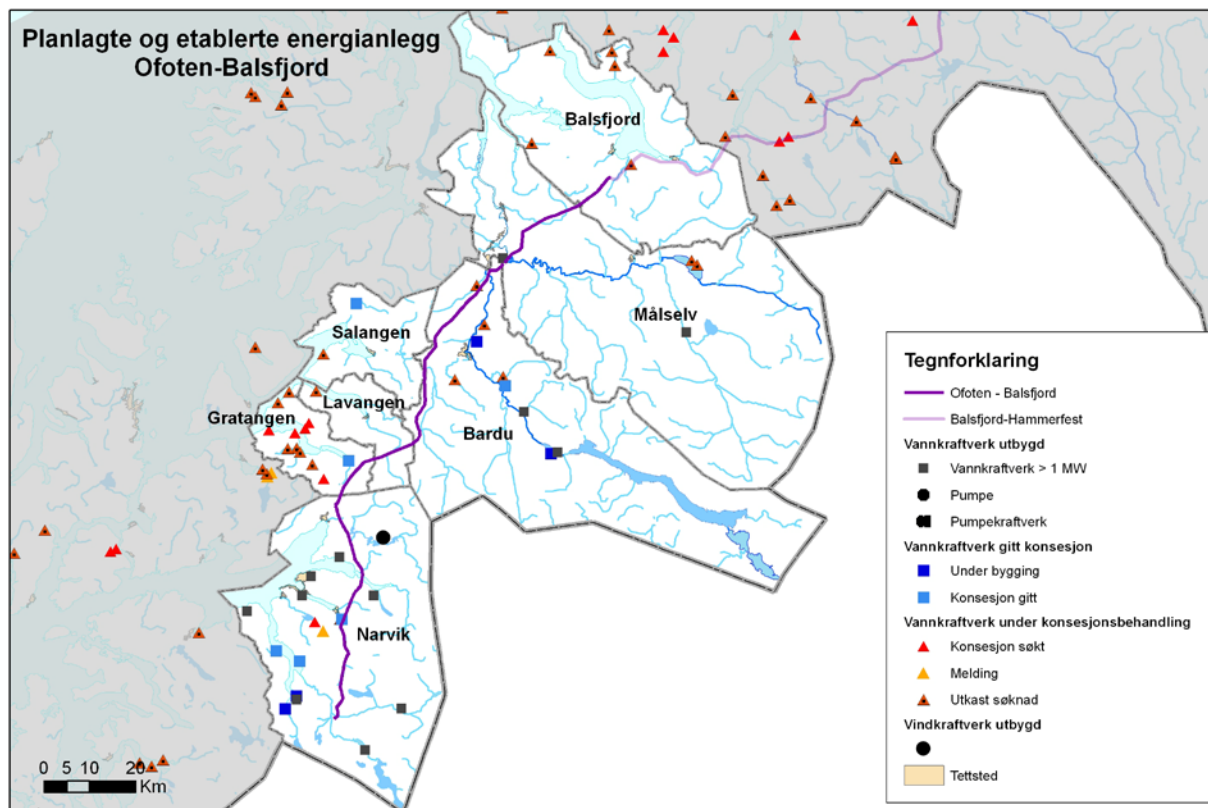 Planlagte og etablerte energianlegg
Ofoten-Balsfjord
Balsfjord
Målselv
Salangen
Lavangen
Gratangen
Bardu
Narvik
0 5 10 20
Km
Tegnforklaring
Ofoten - Balsfjord
Balsfjord-Hammerfest
Vannkraftverk utbygd
Vannkraftverk > 1 MW
Pumpe
Pumpekraftverk
Vannkraftverk gitt konsesjon
Under bygging
Konsesjon gitt
Vannkraftverk under konsesjonsbehandling
Konsesjon søkt
Melding
Utkast søknad
Vindkraftverk utbygd
Tettsted